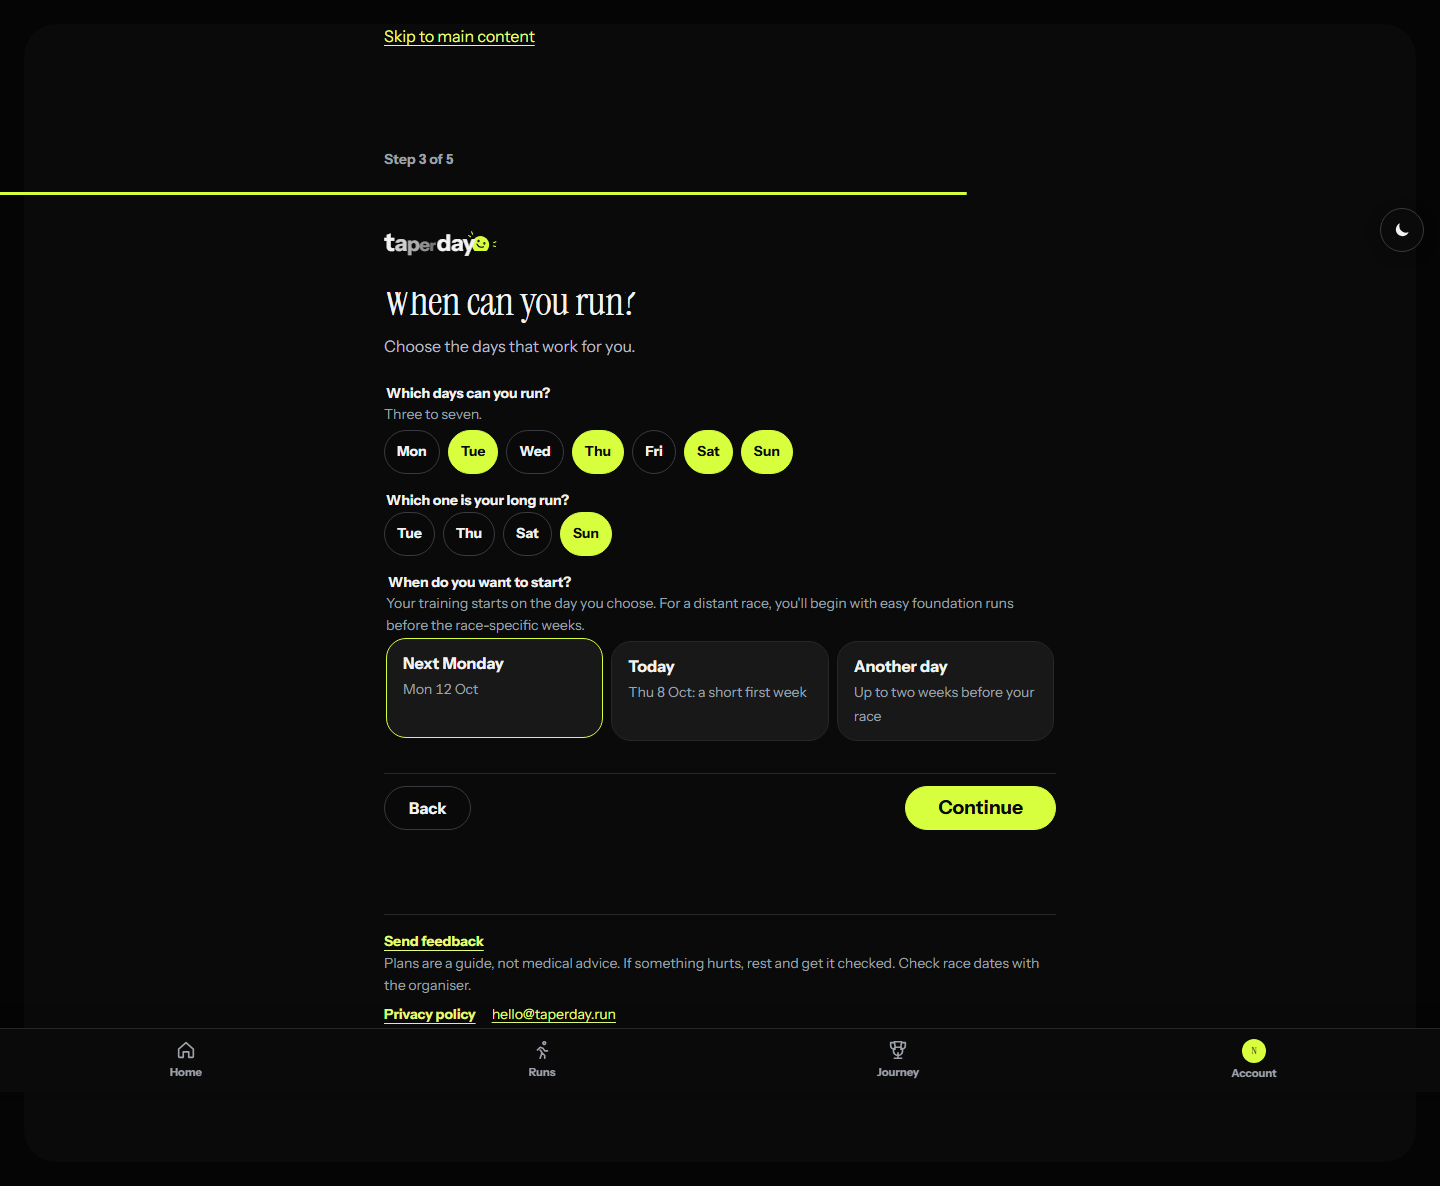 Skip to main content
Step 3 of 5
taperday
When can you run?
Choose the days that work for you.
Which days can you run?
Three to seven.
Mon Tue Wed Thu Fri Sat Sun
Which one is your long run?
Tue Thu Sat Sun
When do you want to start?
Your training starts on the day you choose. For a distant race, you'll begin with easy foundation runs
before the race-specific weeks.
Next Monday
Mon 12 Oct
Today
Thu 8 Oct: a short first week
Another day
Up to two weeks before your
race
Back
Continue
Send feedback
Plans are a guide, not medical advice. If something hurts, rest and get it checked. Check race dates with
the organiser.
Privacy policy hello@taperday.run
Home
Runs
Journey
N
Account